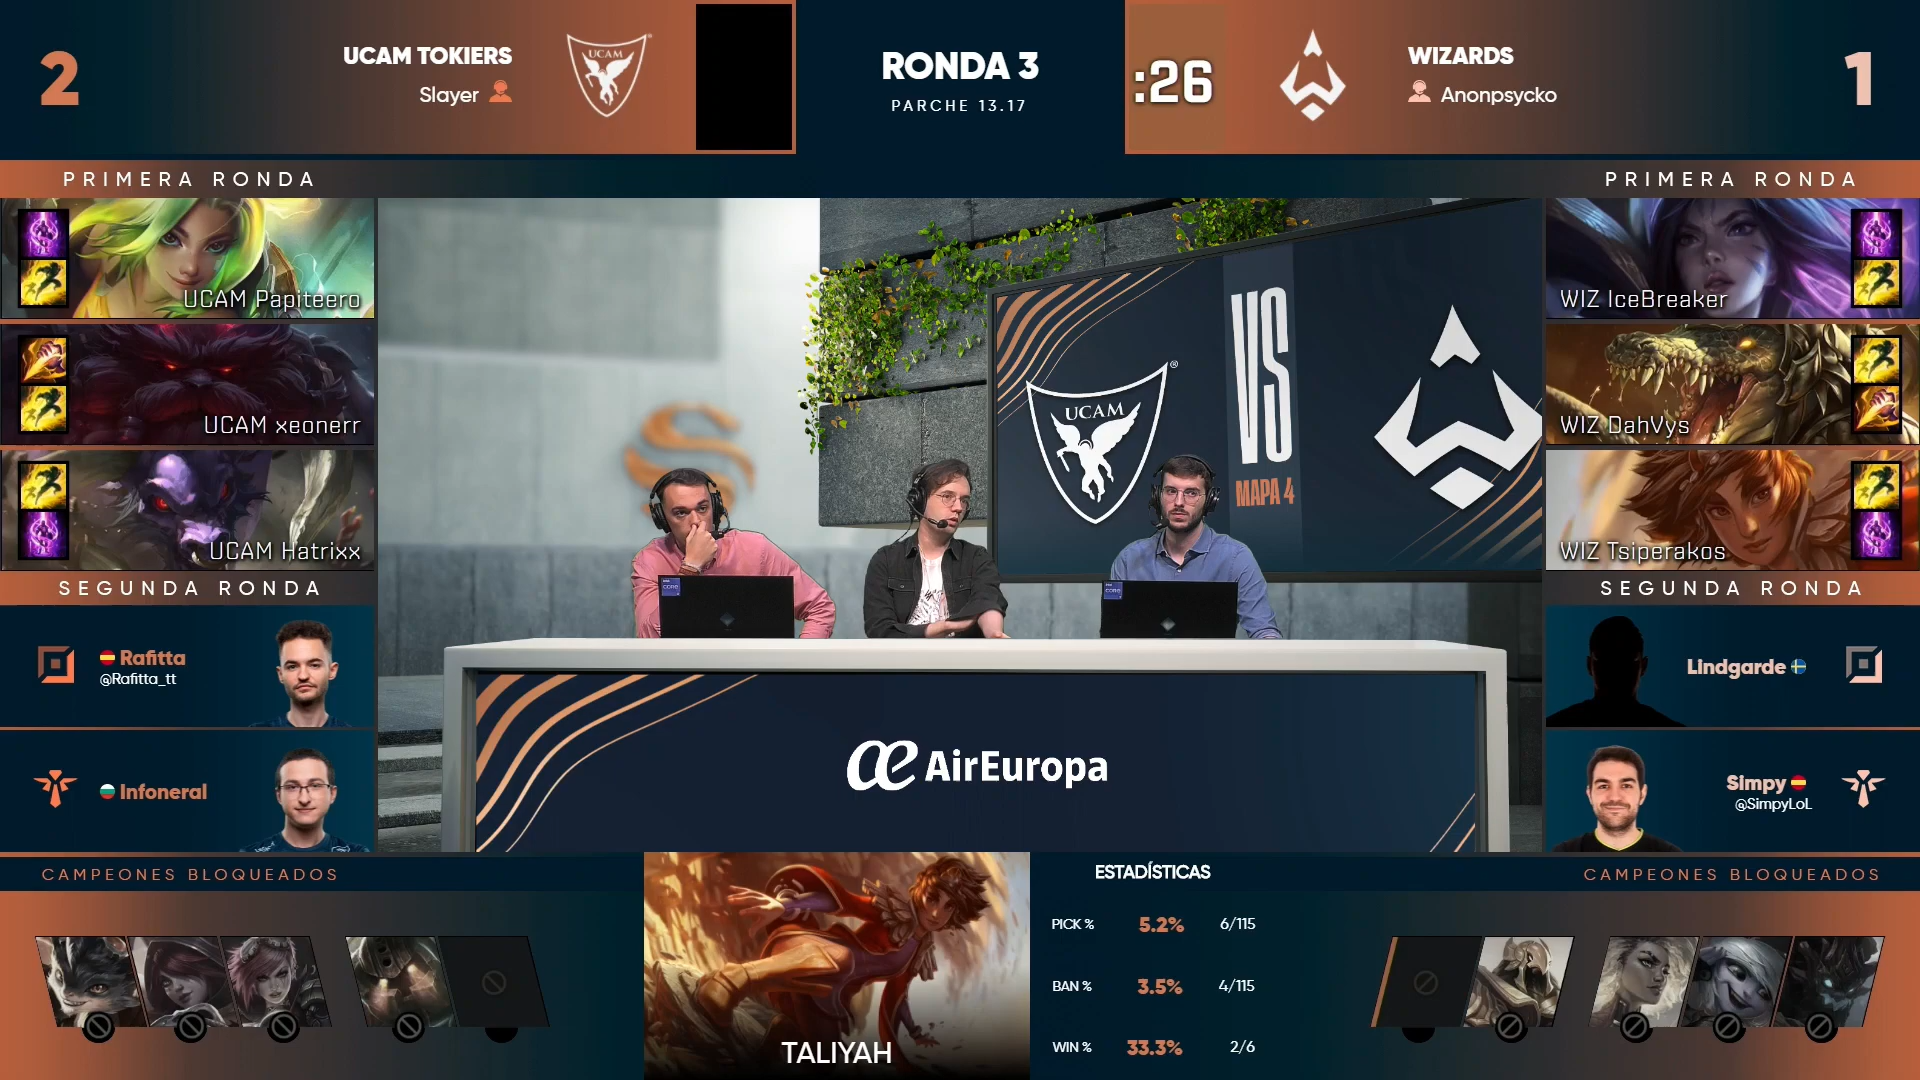 2
UCAM TOKIERS
Slayer
UCAM
RONDA 3
PARCHE 13.17
:26
WIZARDS
Anonpsycko
1
PRIMERA RONDA
PRIMERA RONDA
UCAM Papiteero
UCAM xeonerr
UCAM Hatrixx
WIZ IceBreaker
WIZ DahVys
WIZ Tsiperakos
UCAM
®
VS
MAPA 4
CORE
CORE
AirEuropa
SEGUNDA RONDA
SEGUNDA RONDA
Rafitta
@Rafitta_tt
Infoneral
Lindgarde
Simpy
@SimpyLoL
CAMPEONES BLOQUEADOS
TALIYAH
ESTADÍSTICAS
PICK % 5.2% 6/115
BAN % 3.5% 4/115
WIN % 33.3% 2/6
CAMPEONES BLOQUEADOS